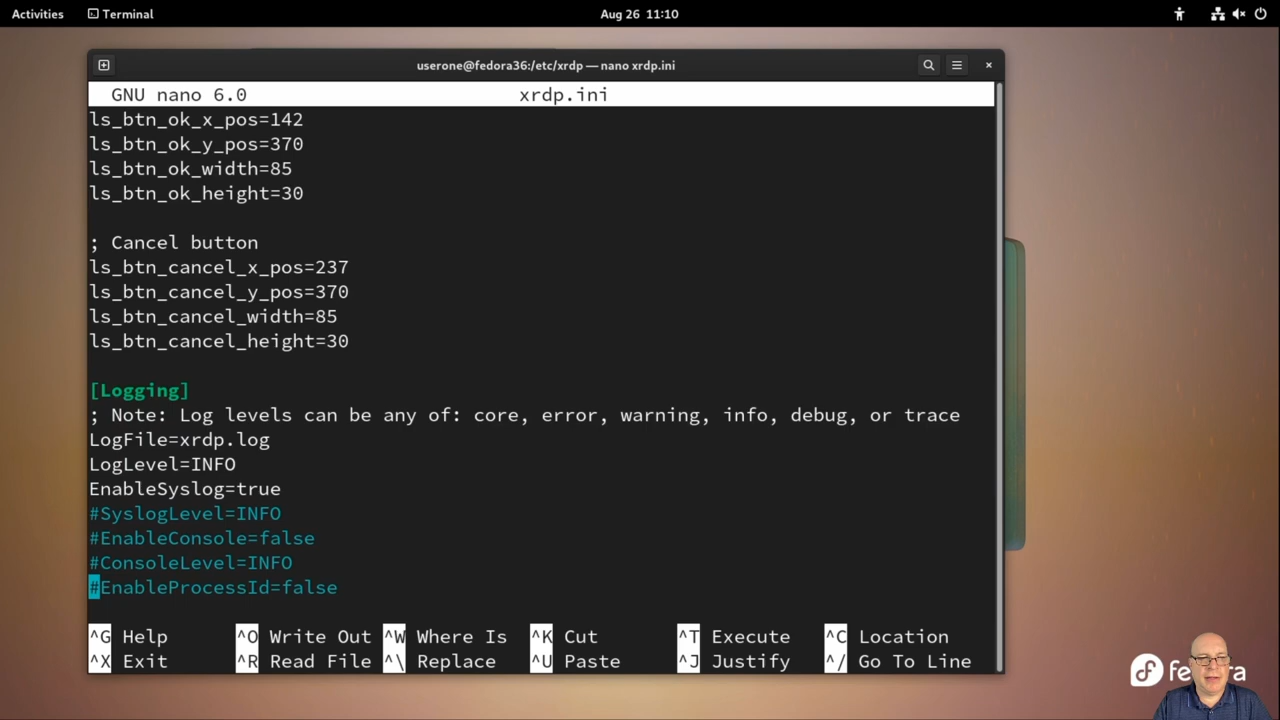 Activities Terminal Aug 26 11:10
userone@fedora36:/etc/xrdp — nano xrdp.ini
GNU nano 6.0 xrdp.ini
ls_btn_ok_x_pos=142
ls_btn_ok_y_pos=370
ls_btn_ok_width=85
ls_btn_ok_height=30
; Cancel button
ls_btn_cancel_x_pos=237
ls_btn_cancel_y_pos=370
ls_btn_cancel_width=85
ls_btn_cancel_height=30
[Logging]
; Note: Log levels can be any of: core, error, warning, info, debug, or trace
LogFile=xrdp.log
LogLevel=INFO
EnableSyslog=true
#SyslogLevel=INFO
#EnableConsole=false
#ConsoleLevel=INFO
#EnableProcessId=false
^G Help ^O Write Out ^W Where Is ^K Cut ^T Execute ^C Location
^X Exit ^R Read File ^\ Replace ^U Paste ^J Justify ^/ Go To Line